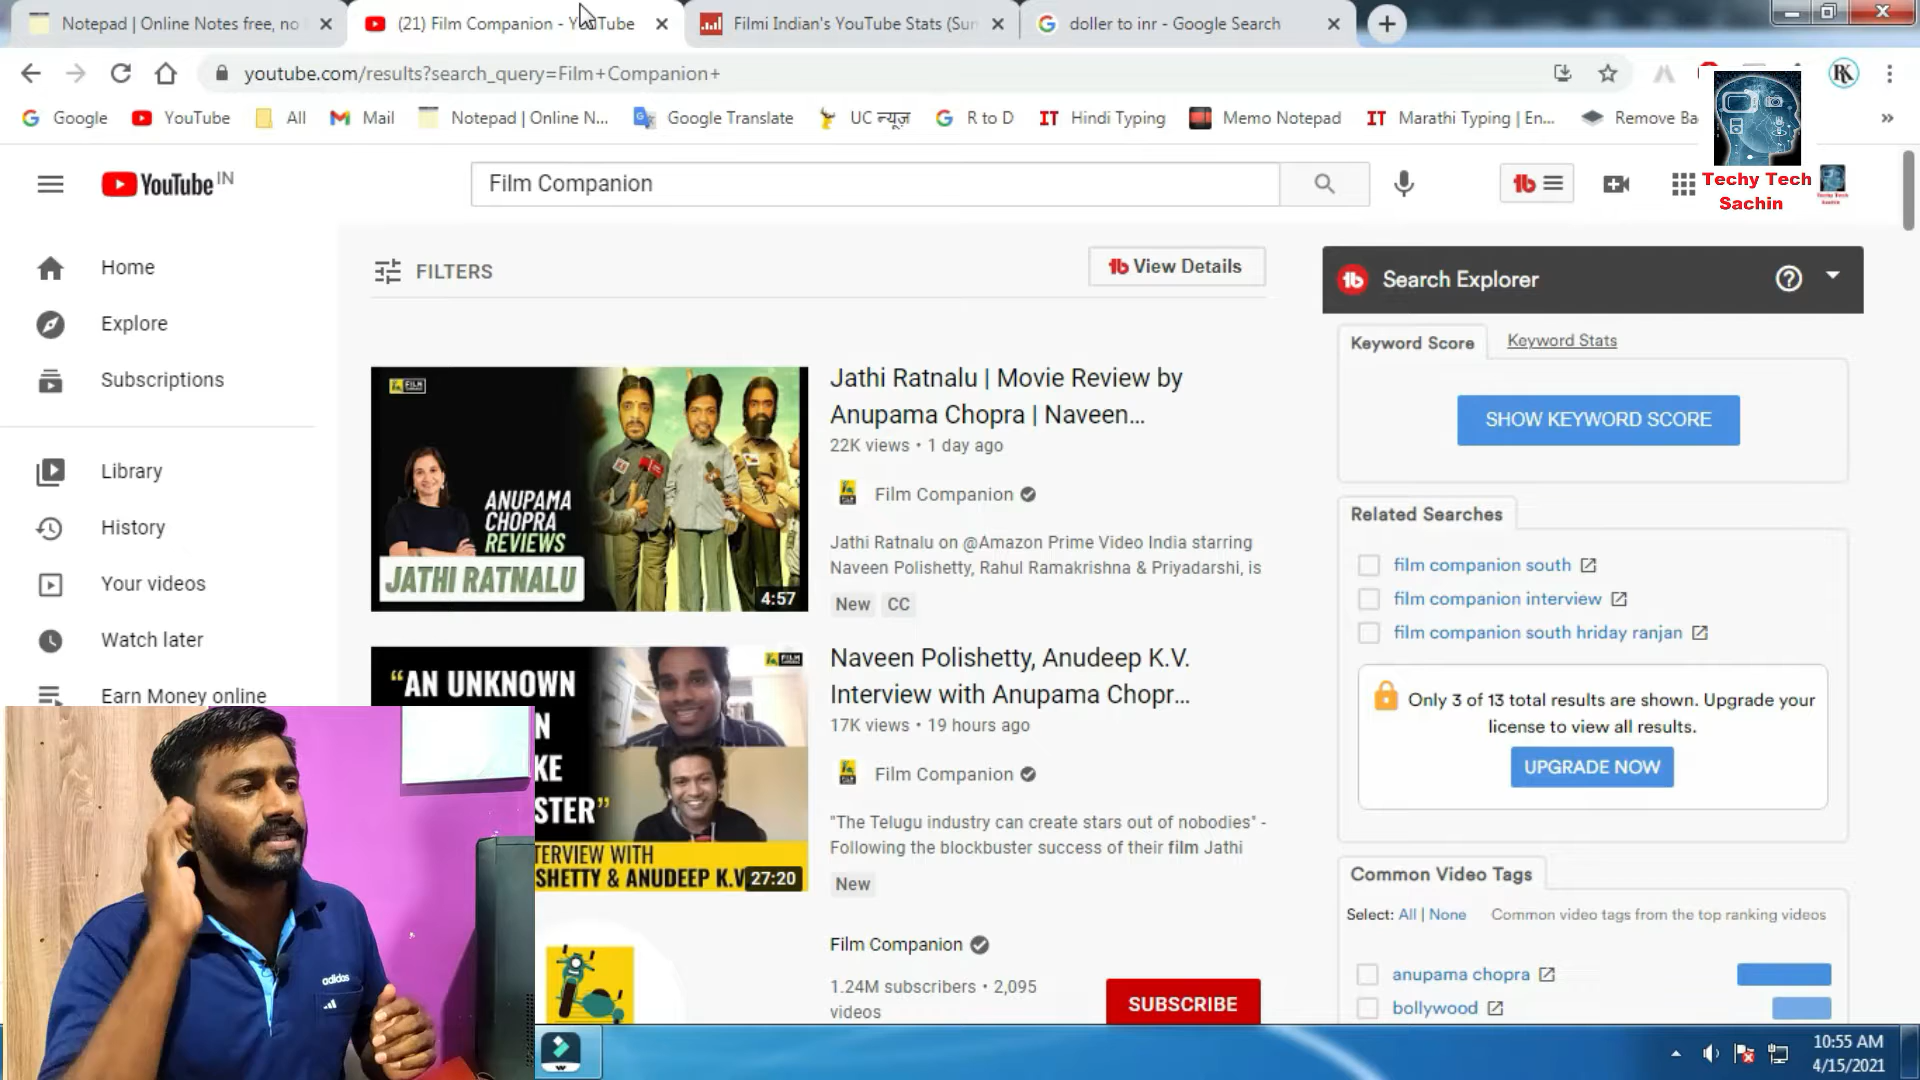 Notepad | Online Notes free, no
(21) Film Companion - YouTube
Filmi Indian's YouTube Stats (Sum
doller to inr - Google Search
youtube.com/results?search_query=Film+Companion+
Google
YouTube
All
Mail
Notepad | Online N...
Google Translate
UC न्यूज़
R to D
IT Hindi Typing
Memo Notepad
IT Marathi Typing | En...
Remove Ba
RK
Techy Tech
Sachin
YouTube IN
Film Companion
Home
Explore
Subscriptions
Library
History
Your videos
Watch later
Earn Money online
FILTERS
View Details
FILM
ANUPAMA
CHOPRA
REVIEWS
JATHI RATNALU
4:57
Jathi Ratnalu | Movie Review by
Anupama Chopra | Naveen...
22K views • 1 day ago
Film Companion
Jathi Ratnalu on @Amazon Prime Video India starring
Naveen Polishetty, Rahul Ramakrishna & Priyadarshi, is
New CC
"AN UNKNOWN
N
KE
STER"
TERVIEW WITH
SHETTY & ANUDEEP K.V
27:20
Naveen Polishetty, Anudeep K.V.
Interview with Anupama Chopr...
17K views • 19 hours ago
Film Companion
"The Telugu industry can create stars out of nobodies" -
Following the blockbuster success of their film Jathi
New
Film Companion
1.24M subscribers • 2,095
videos
SUBSCRIBE
Search Explorer
Keyword Score
Keyword Stats
SHOW KEYWORD SCORE
Related Searches
film companion south
film companion interview
film companion south hriday ranjan
Only 3 of 13 total results are shown. Upgrade your
license to view all results.
UPGRADE NOW
Common Video Tags
Select: All | None Common video tags from the top ranking videos
anupama chopra
bollywood
adidas
10:55 AM
4/15/2021